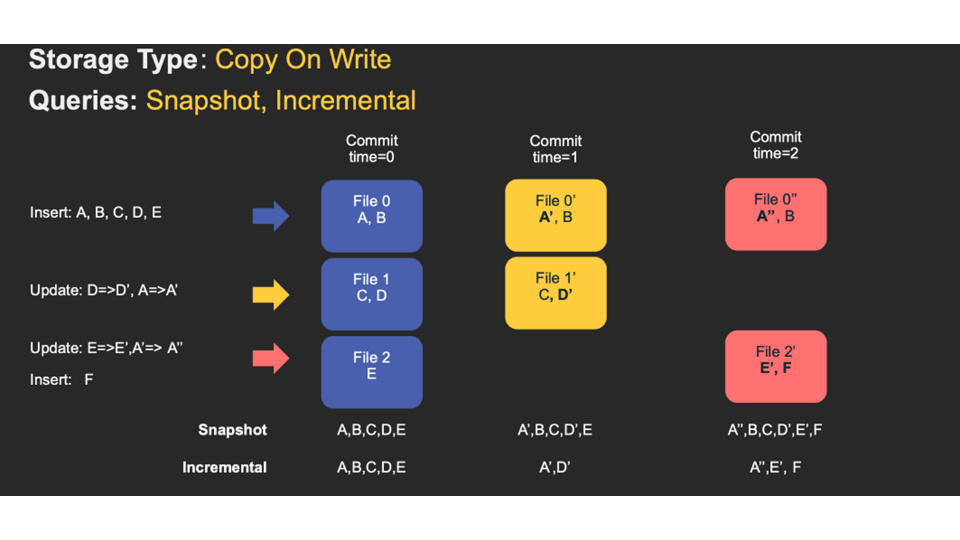 Storage Type: Copy On Write
Queries: Snapshot, Incremental
Commit
time=0
Commit
time=1
Commit
time=2
Insert: A, B, C, D, E
File 0
A, B
File 0’
A’, B
File 0”
A”, B
Update: D=>D’, A=>A’
File 1
C, D
File 1’
C, D’
Update: E=>E’,A’=> A”
Insert: F
File 2
E
File 2’
E’, F
Snapshot
A,B,C,D,E
A’,B,C,D’,E
A”,B,C,D’,E’,F
Incremental
A,B,C,D,E
A’,D’
A”,E’, F